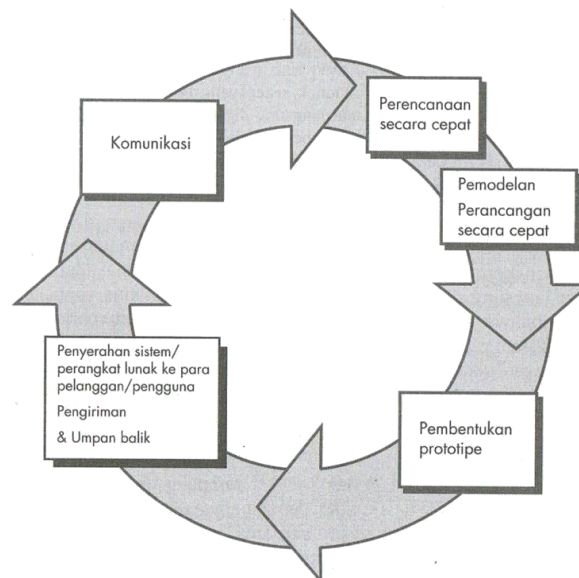 Komunikasi
Perencanaan
secara cepat
Pemodelan
Perancangan
secara cepat
Pembentukan
prototipe
Penyerahan sistem/
perangkat lunak ke para
pelanggan/pengguna
Pengiriman
& Umpan balik